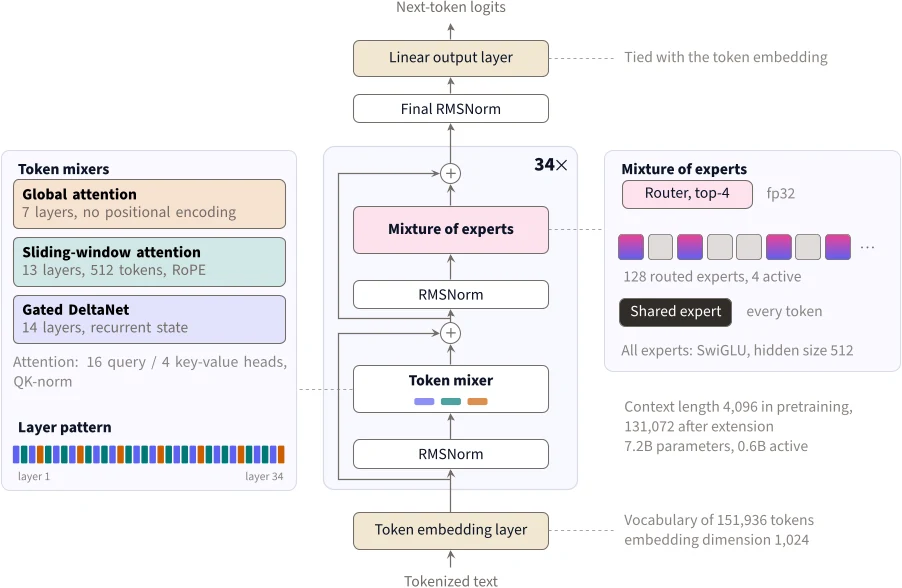 Next-token logits
Linear output layer
Tied with the token embedding
Final RMSNorm
34×
Token mixers
Global attention
7 layers, no positional encoding
Sliding-window attention
13 layers, 512 tokens, RoPE
Gated DeltaNet
14 layers, recurrent state
Attention: 16 query / 4 key-value heads,
QK-norm
Layer pattern
layer 1
layer 34
Mixture of experts
RMSNorm
Token mixer
RMSNorm
Mixture of experts
Router, top-4
fp32
...
128 routed experts, 4 active
Shared expert
every token
All experts: SwiGLU, hidden size 512
Context length 4,096 in pretraining,
131,072 after extension
7.2B parameters, 0.6B active
Token embedding layer
Vocabulary of 151,936 tokens
embedding dimension 1,024
Tokenized text